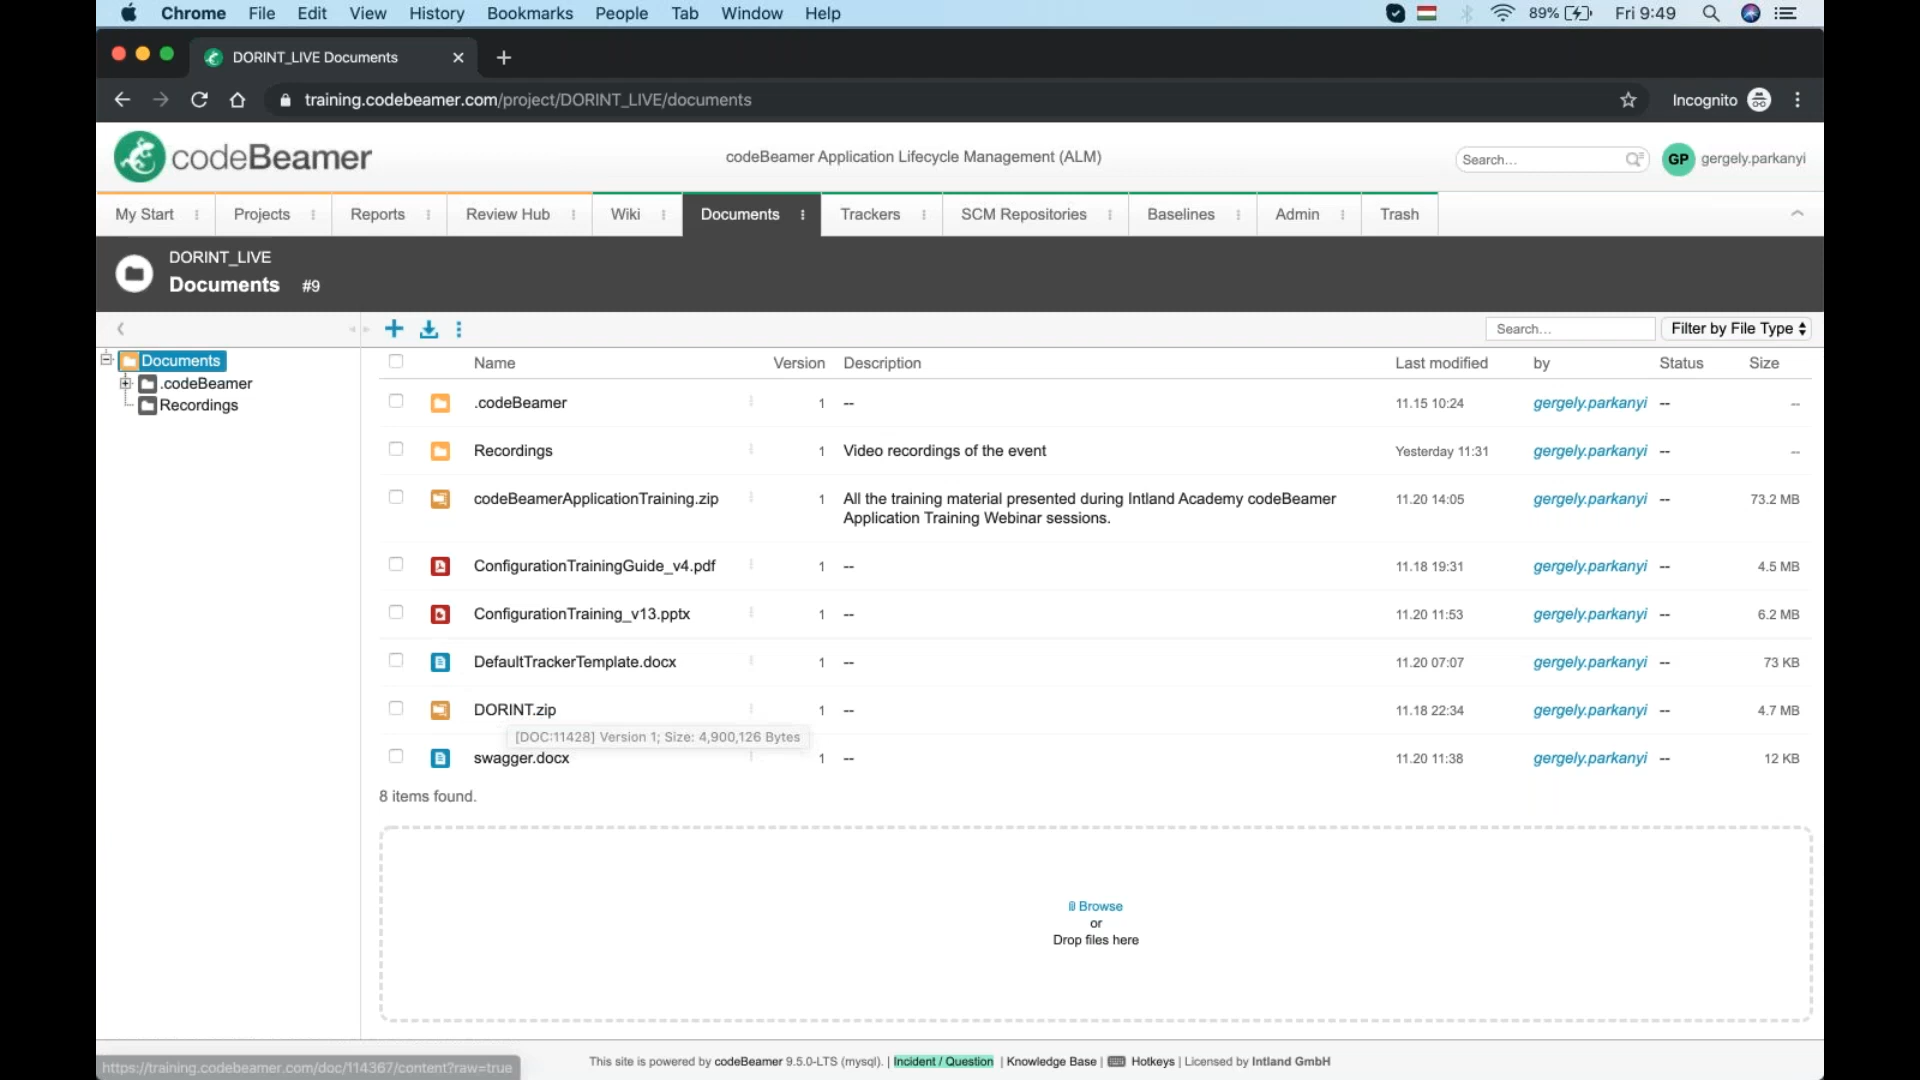 Chrome File Edit View History Bookmarks People Tab Window Help 89% Fri 9:49
DORINT_LIVE Documents
training.codebeamer.com/project/DORINT_LIVE/documents Incognito
codeBeamer codeBeamer Application Lifecycle Management (ALM) Search... GP gergely.parkanyi
My Start Projects Reports Review Hub Wiki Documents Trackers SCM Repositories Baselines Admin Trash
DORINT_LIVE
Documents #9
Search... Filter by File Type
Documents
.codeBeamer
Recordings
Name Version Description Last modified by Status Size
.codeBeamer 1 -- 11.15 10:24 gergely.parkanyi -- --
Recordings 1 Video recordings of the event Yesterday 11:31 gergely.parkanyi -- --
codeBeamerApplicationTraining.zip 1 All the training material presented during Intland Academy codeBeamer 11.20 14:05 gergely.parkanyi -- 73.2 MB
Application Training Webinar sessions.
ConfigurationTrainingGuide_v4.pdf 1 -- 11.18 19:31 gergely.parkanyi -- 4.5 MB
ConfigurationTraining_v13.pptx 1 -- 11.20 11:53 gergely.parkanyi -- 6.2 MB
DefaultTrackerTemplate.docx 1 -- 11.20 07:07 gergely.parkanyi -- 73 KB
DORINT.zip 1 -- 11.18 22:34 gergely.parkanyi -- 4.7 MB
[DOC:11428] Version 1; Size: 4,900,126 Bytes
swagger.docx 1 -- 11.20 11:38 gergely.parkanyi -- 12 KB
8 items found.
Browse
or
Drop files here
This site is powered by codeBeamer 9.5.0-LTS (mysql). | Incident / Question | Knowledge Base | Hotkeys | Licensed by Intland GmbH
https://training.codebeamer.com/doc/114367/content?raw=true